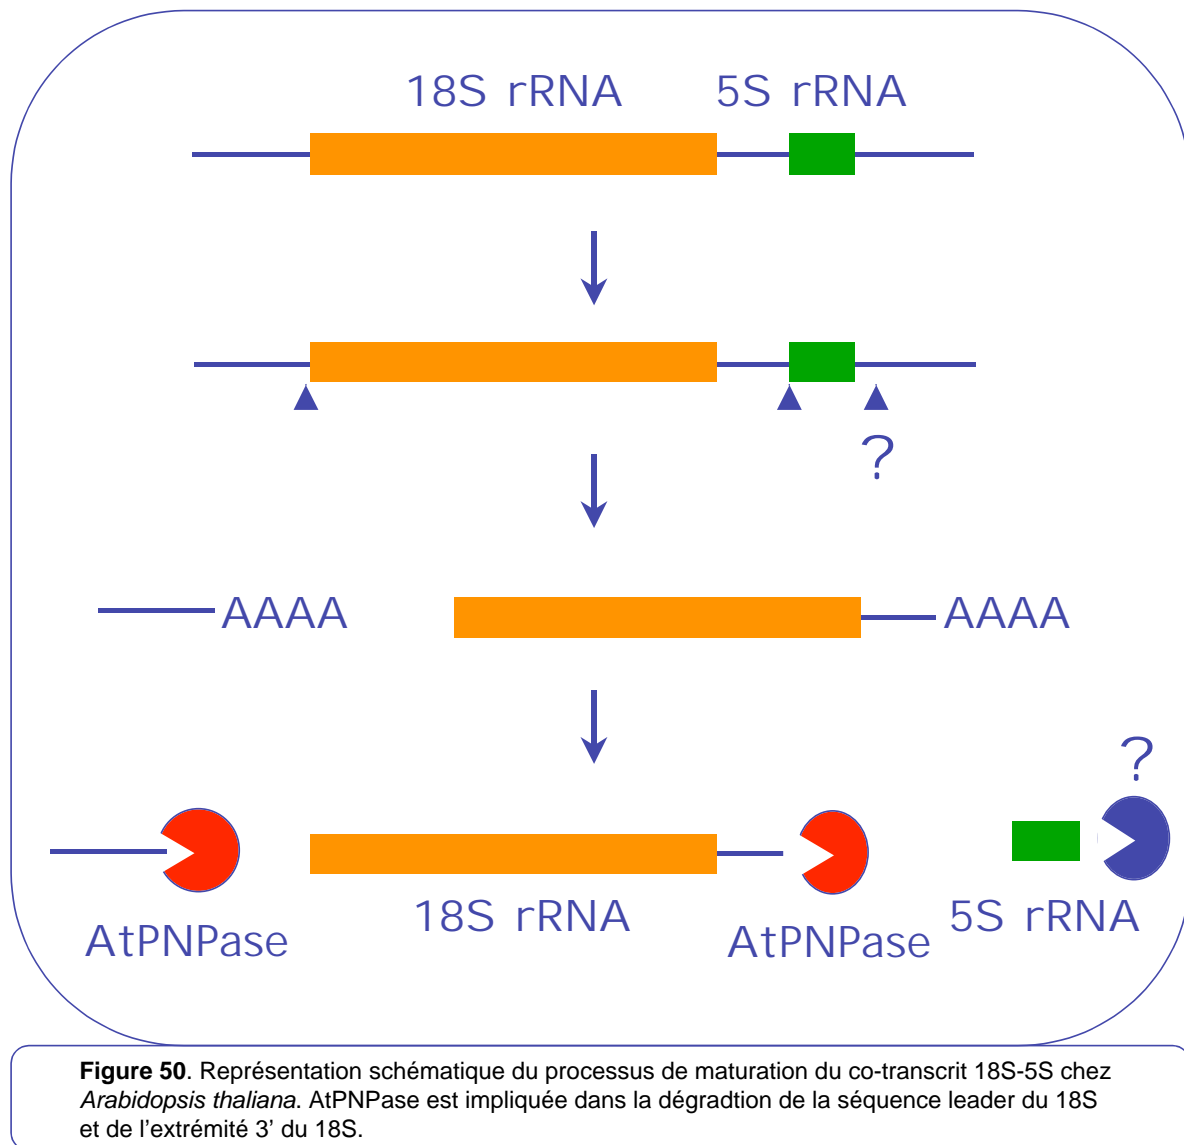 18S rRNA 5S rRNA
?
AAAA AAAA
?
AtPNPase 18S rRNA AtPNPase 5S rRNA
Figure 50. Représentation schématique du processus de maturation du co-transcrit 18S-5S chez
Arabidopsis thaliana. AtPNPase est impliquée dans la dégradtion de la séquence leader du 18S
et de l'extrémité 3' du 18S.